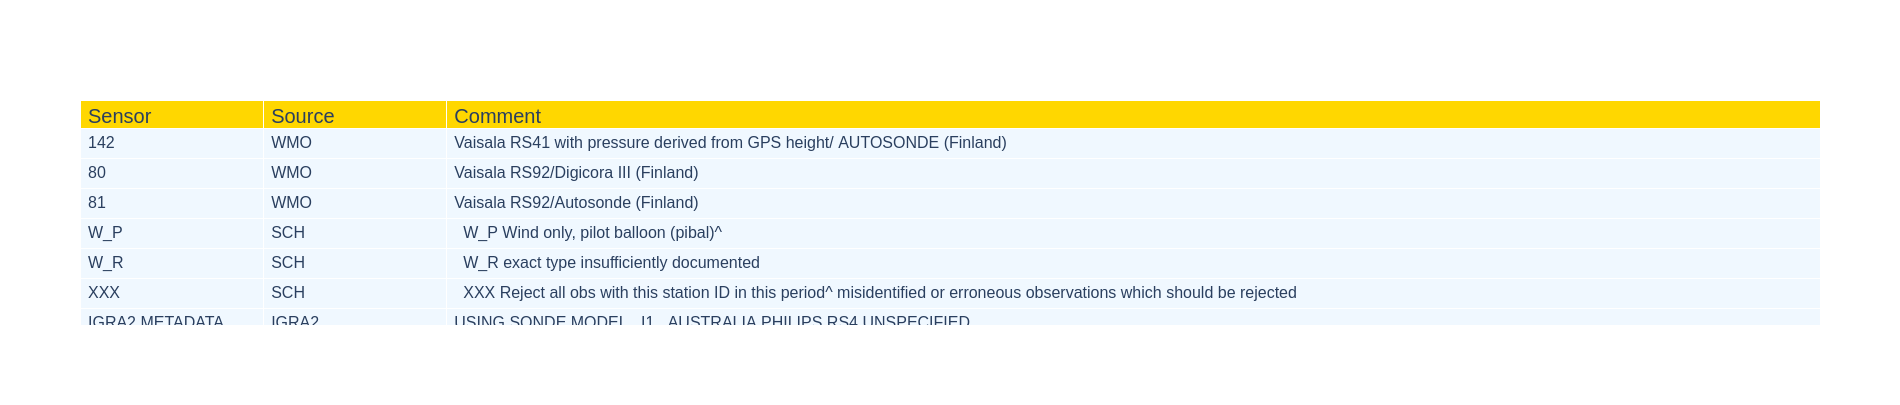 Sensor Source Comment
142 WMO Vaisala RS41 with pressure derived from GPS height/ AUTOSONDE (Finland)
80 WMO Vaisala RS92/Digicora III (Finland)
81 WMO Vaisala RS92/Autosonde (Finland)
W_P SCH W_P Wind only, pilot balloon (pibal)^
W_R SCH W_R exact type insufficiently documented
XXX SCH XXX Reject all obs with this station ID in this period^ misidentified or erroneous observations which should be rejected
IGRA2 METADATA IGRA2 USING SONDE MODEL J1 AUSTRALIA PHILIPS RS4 UNSPECIFIED